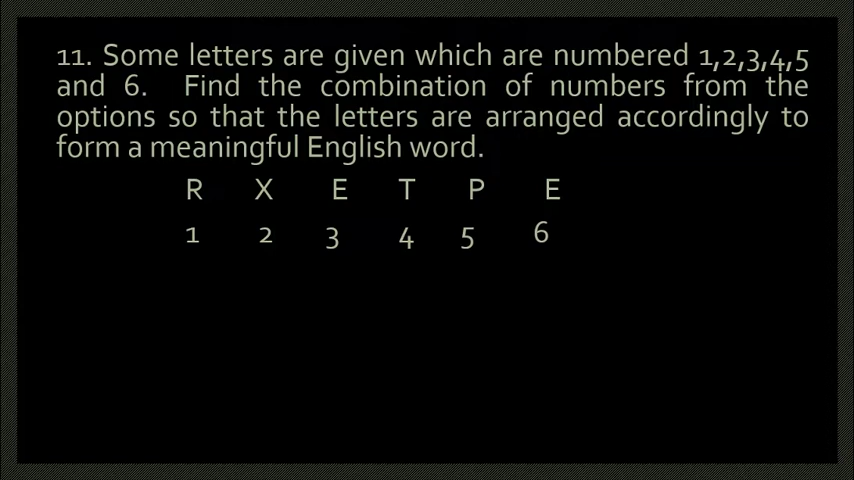 11. Some letters are given which are numbered 1,2,3,4,5
and 6. Find the combination of numbers from the
options so that the letters are arranged accordingly to
form a meaningful English word.
R X E T P E
1 2 3 4 5 6